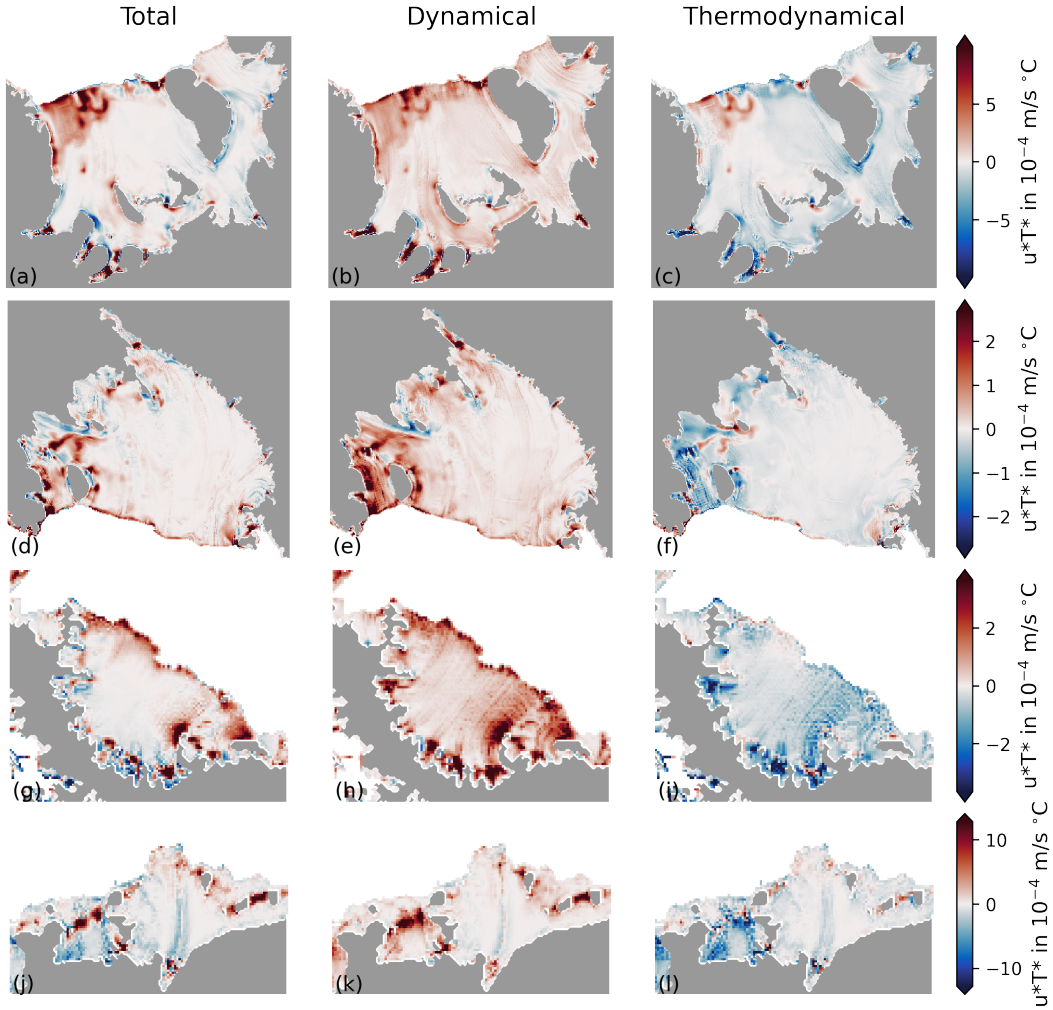 Total Dynamical Thermodynamical
(a) (b) (c)
5
0
−5
u*T* in 10⁻⁴ m/s °C
(d) (e) (f)
2
1
0
−1
−2
u*T* in 10⁻⁴ m/s °C
(g) (h) (i)
2
0
−2
u*T* in 10⁻⁴ m/s °C
(j) (k) (l)
10
0
−10
u*T* in 10⁻⁴ m/s °C